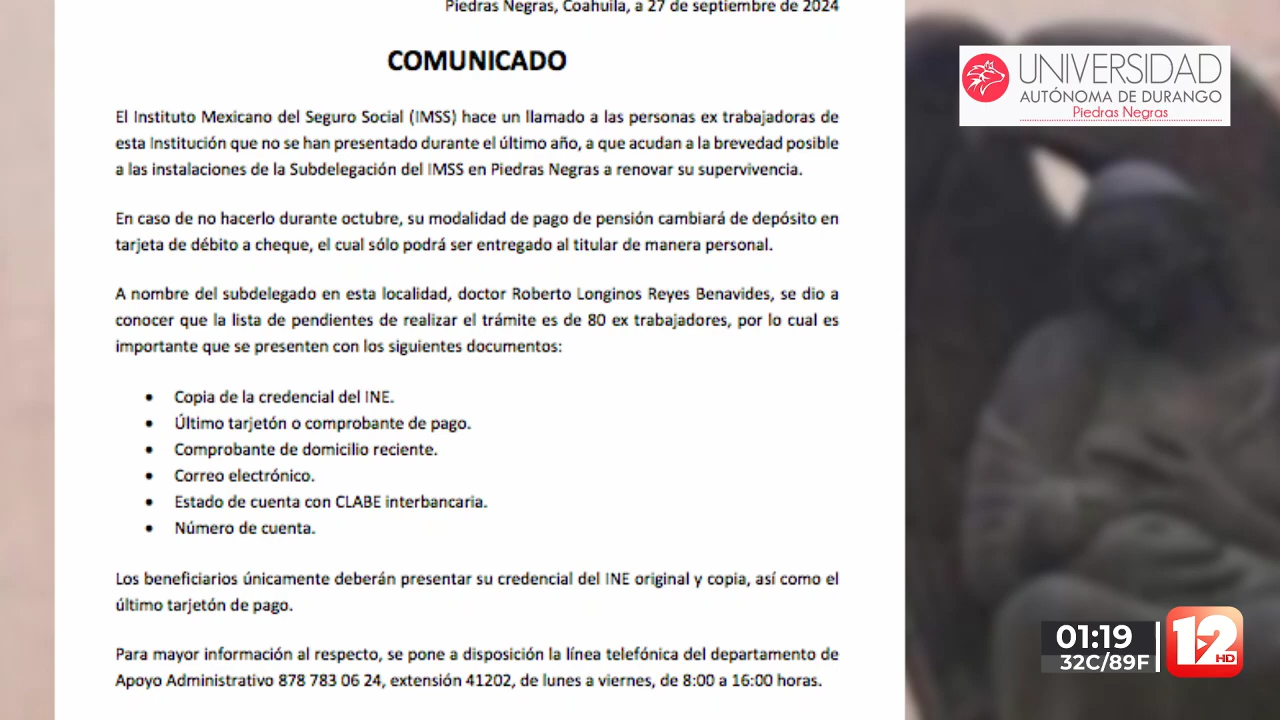 Piedras Negras, Coahuila, a 27 de septiembre de 2024
COMUNICADO
El Instituto Mexicano del Seguro Social (IMSS) hace un llamado a las personas ex trabajadoras de
esta Institución que no se han presentado durante el último año, a que acudan a la brevedad posible
a las instalaciones de la Subdelegación del IMSS en Piedras Negras a renovar su supervivencia.
En caso de no hacerlo durante octubre, su modalidad de pago de pensión cambiará de depósito en
tarjeta de débito a cheque, el cual sólo podrá ser entregado al titular de manera personal.
A nombre del subdelegado en esta localidad, doctor Roberto Longinos Reyes Benavides, se dio a
conocer que la lista de pendientes de realizar el trámite es de 80 ex trabajadores, por lo cual es
importante que se presenten con los siguientes documentos:
• Copia de la credencial del INE.
• Último tarjetón o comprobante de pago.
• Comprobante de domicilio reciente.
• Correo electrónico.
• Estado de cuenta con CLABE interbancaria.
• Número de cuenta.
Los beneficiarios únicamente deberán presentar su credencial del INE original y copia, así como el
último tarjetón de pago.
Para mayor información al respecto, se pone a disposición la línea telefónica del departamento de
Apoyo Administrativo 878 783 06 24, extensión 41202, de lunes a viernes, de 8:00 a 16:00 horas.
UNIVERSIDAD
AUTÓNOMA DE DURANGO
Piedras Negras
01:19
32C/89F
12
HD